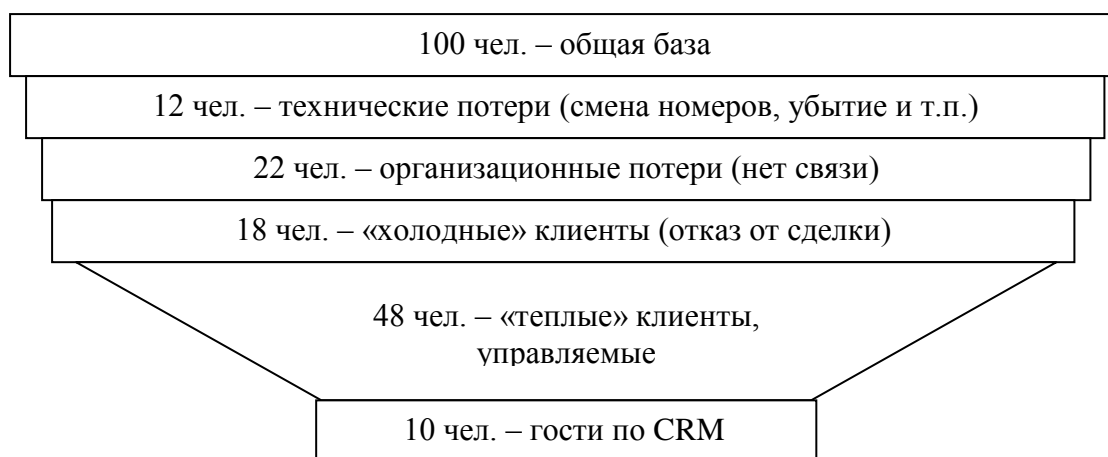 100 чел. – общая база
12 чел. – технические потери (смена номеров, убытие и т.п.)
22 чел. – организационные потери (нет связи)
18 чел. – «холодные» клиенты (отказ от сделки)
48 чел. – «теплые» клиенты,
управляемые
10 чел. – гости по CRM